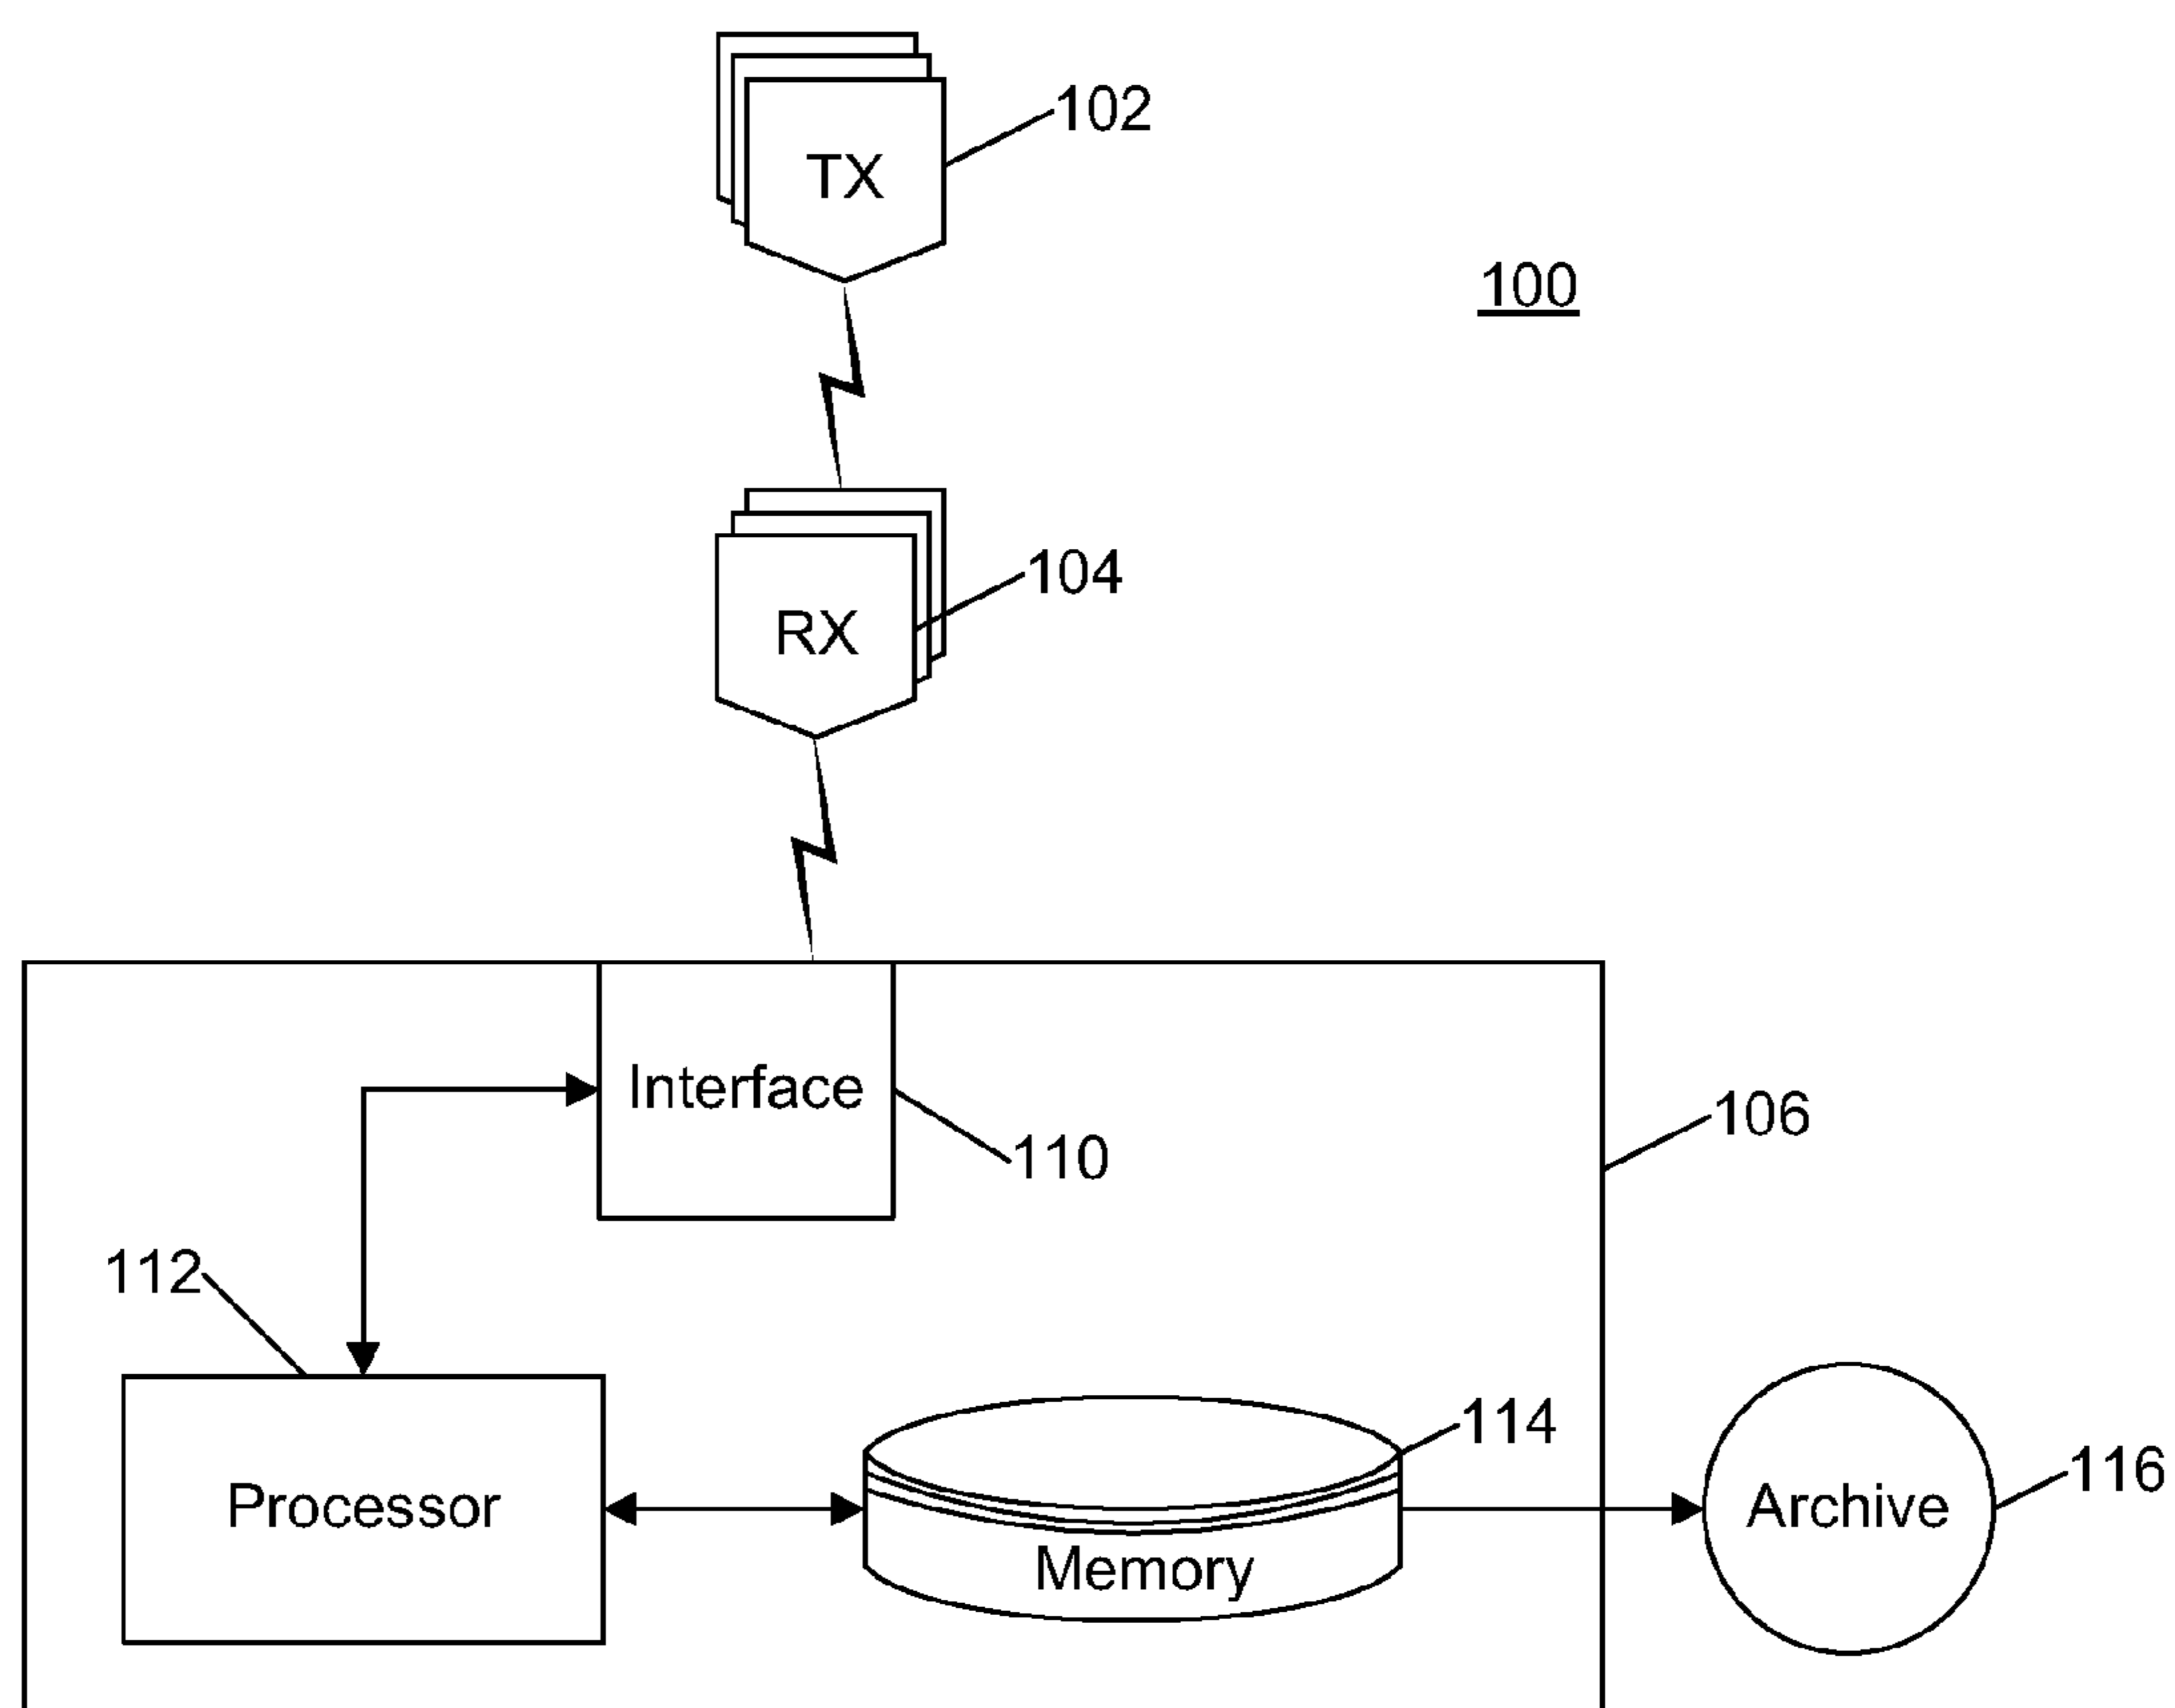 102
TX
100
104
RX
Interface
106
110
112
114
116
Processor
Archive
Memory